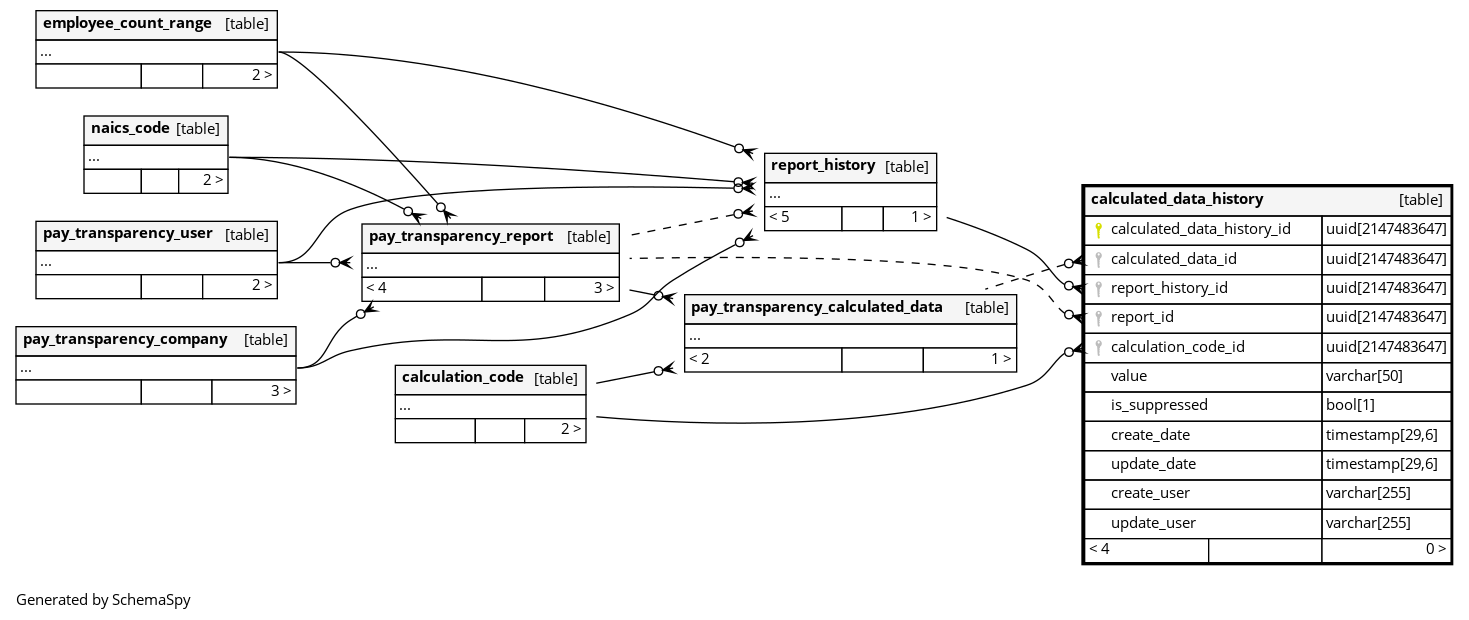 employee_count_range [table]
...
2 >
naics_code [table]
...
2 >
pay_transparency_user [table]
...
2 >
pay_transparency_company [table]
...
3 >
pay_transparency_report [table]
...
< 4 3 >
calculation_code [table]
...
2 >
report_history [table]
...
< 5 1 >
pay_transparency_calculated_data [table]
...
< 2 1 >
calculated_data_history [table]
calculated_data_history_id uuid[2147483647]
calculated_data_id uuid[2147483647]
report_history_id uuid[2147483647]
report_id uuid[2147483647]
calculation_code_id uuid[2147483647]
value varchar[50]
is_suppressed bool[1]
create_date timestamp[29,6]
update_date timestamp[29,6]
create_user varchar[255]
update_user varchar[255]
< 4 0 >
Generated by SchemaSpy